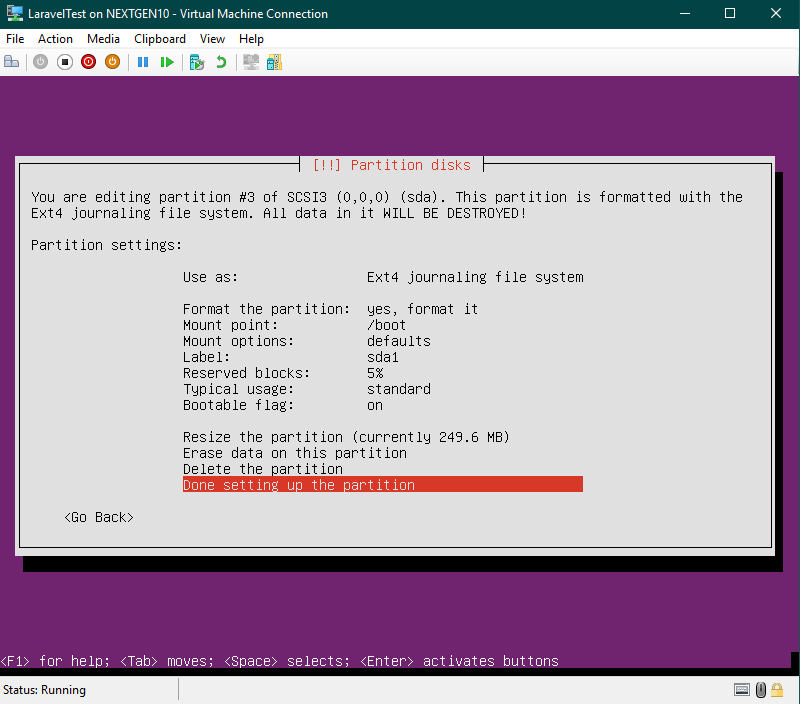 LaravelTest on NEXTGEN10 - Virtual Machine Connection
File Action Media Clipboard View Help
[!!] Partition disks
You are editing partition #3 of SCSI3 (0,0,0) (sda). This partition is formatted with the
Ext4 journaling file system. All data in it WILL BE DESTROYED!
Partition settings:
Use as: Ext4 journaling file system
Format the partition: yes, format it
Mount point: /boot
Mount options: defaults
Label: sda1
Reserved blocks: 5%
Typical usage: standard
Bootable flag: on
Resize the partition (currently 249.6 MB)
Erase data on this partition
Delete the partition
Done setting up the partition
<Go Back>
<F1> for help; <Tab> moves; <Space> selects; <Enter> activates buttons
Status: Running